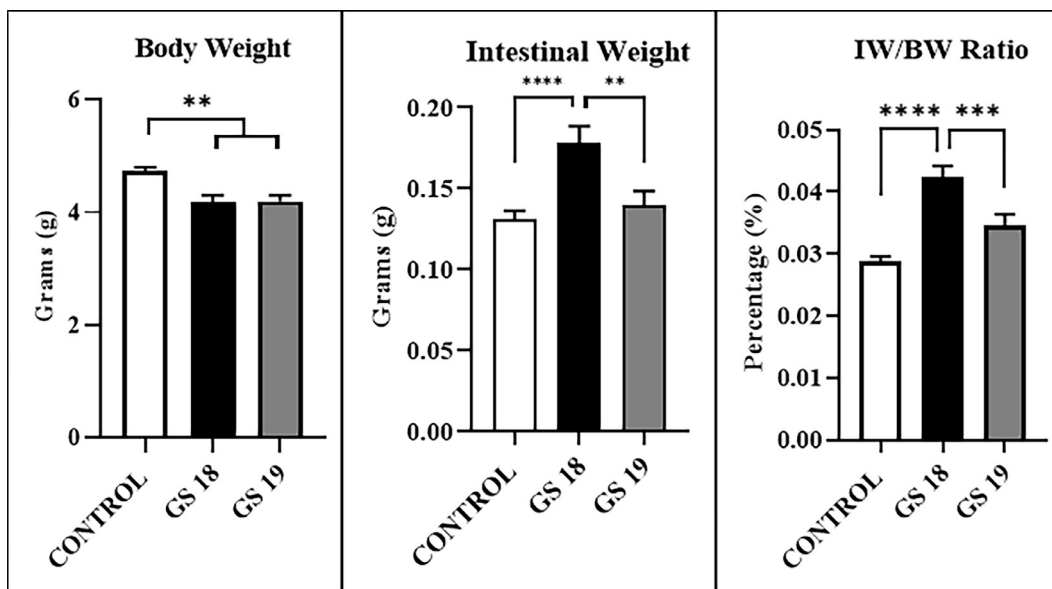 Body Weight
**
6
4
2
0
Grams (g)
CONTROL
GS 18
GS 19
Intestinal Weight
**** **
0.20
0.15
0.10
0.05
0.00
Grams (g)
CONTROL
GS 18
GS 19
IW/BW Ratio
**** ***
0.05
0.04
0.03
0.02
0.01
0.00
Percentage (%)
CONTROL
GS 18
GS 19